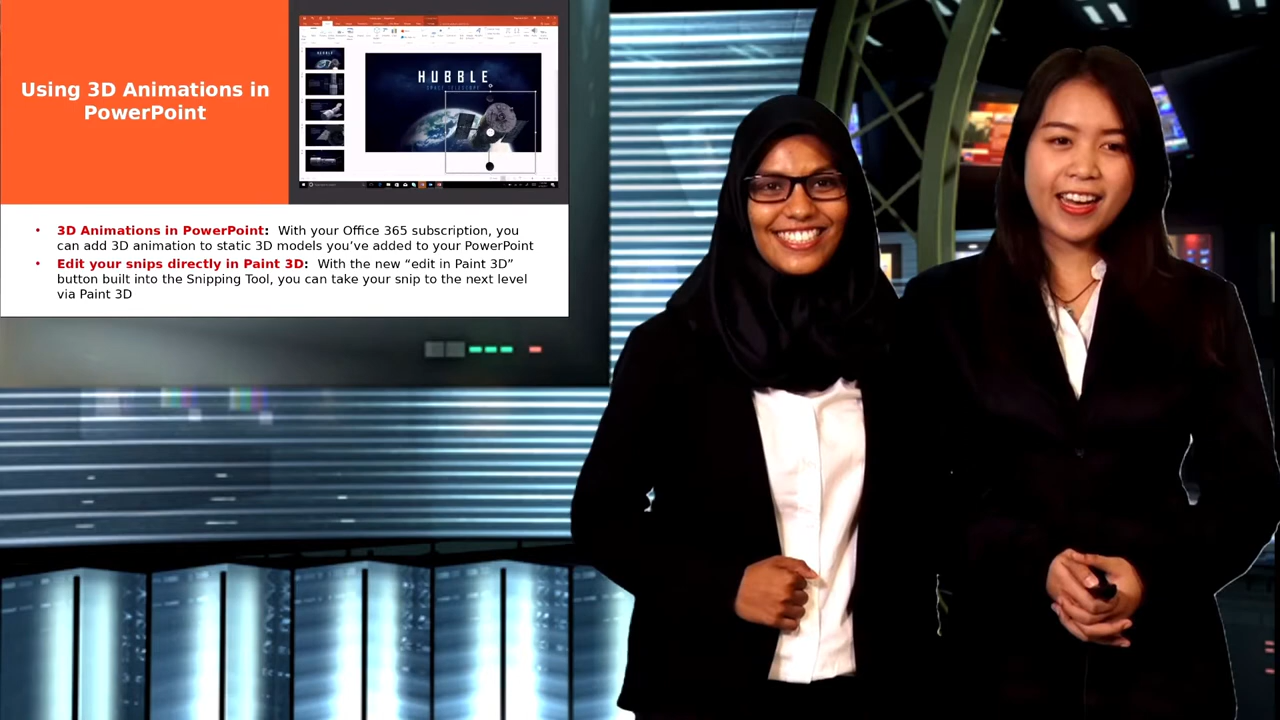 Using 3D Animations in
PowerPoint
HUBBLE
SPACE TELESCOPE
• 3D Animations in PowerPoint: With your Office 365 subscription, you
can add 3D animation to static 3D models you’ve added to your PowerPoint
• Edit your snips directly in Paint 3D: With the new “edit in Paint 3D”
button built into the Snipping Tool, you can take your snip to the next level
via Paint 3D